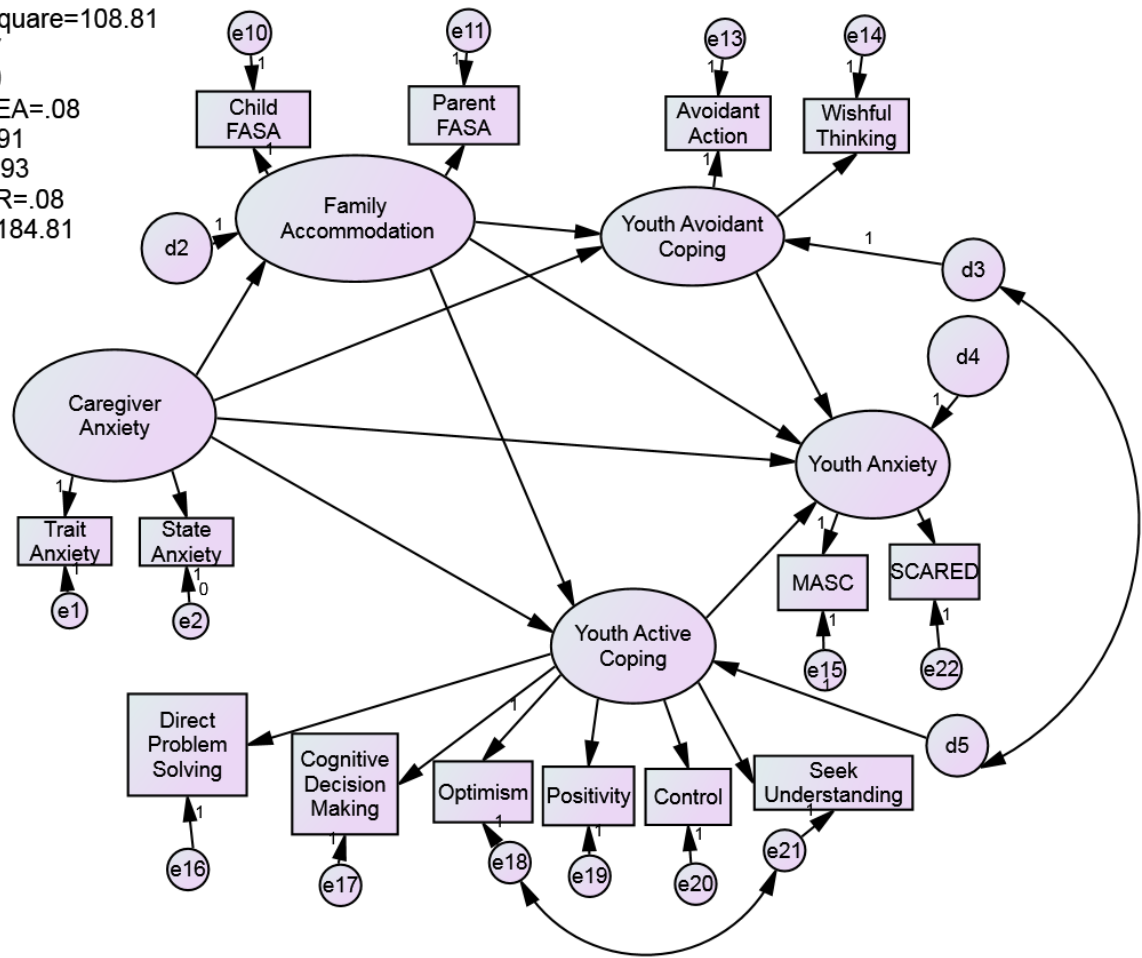 quare=108.81
EA=.08
91
93
R=.08
184.81
e10
e11
e13
e14
1
1
1
1
Child
FASA
1
Parent
FASA
Avoidant
Action
1
Wishful
Thinking
Family
Accommodation
Youth Avoidant
Coping
d2
1
1
d3
d4
1
Caregiver
Anxiety
Youth Anxiety
1
Trait
Anxiety
1
State
Anxiety
1
0
e1
e2
1
MASC
SCARED
1
1
e15
1
e22
Youth Active
Coping
1
d5
Direct
Problem
Solving
Cognitive
Decision
Making
Optimism
Positivity
Control
Seek
Understanding
1
1
1
1
1
1
e16
e17
e18
e19
e20
e21